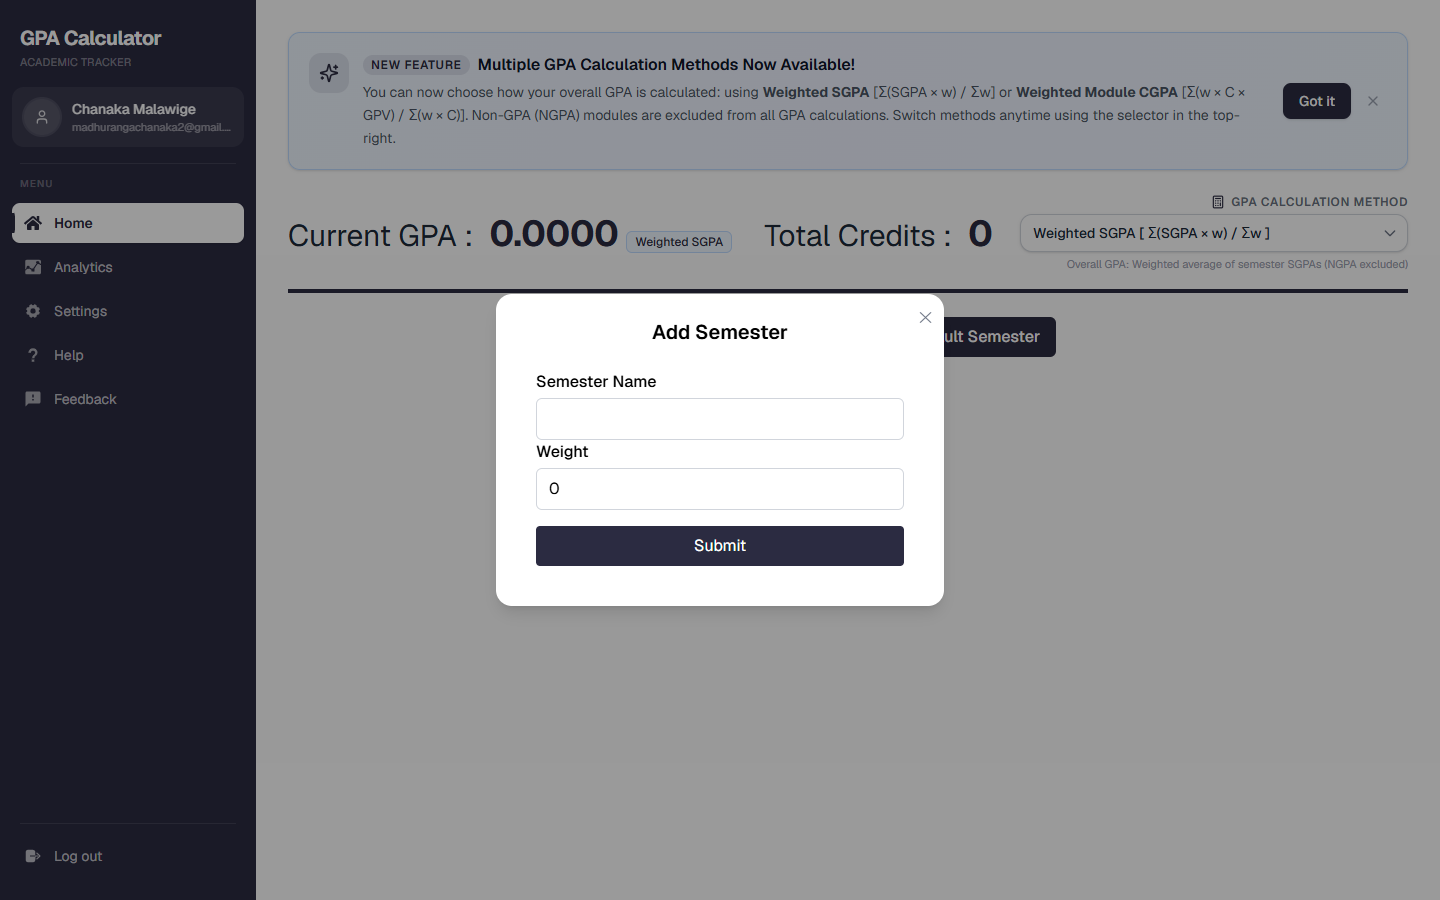 GPA Calculator
ACADEMIC TRACKER
Chanaka Malawige
madhurangachanaka2@gmail....
MENU
Home
Analytics
Settings
Help
Feedback
Log out
NEW FEATURE Multiple GPA Calculation Methods Now Available!
You can now choose how your overall GPA is calculated: using Weighted SGPA [Σ(SGPA × w) / Σw] or Weighted Module CGPA [Σ(w × C ×
GPV) / Σ(w × C)]. Non-GPA (NGPA) modules are excluded from all GPA calculations. Switch methods anytime using the selector in the top-
right.
Got it
GPA CALCULATION METHOD
Current GPA : 0.0000 Weighted SGPA Total Credits : 0
Weighted SGPA [ Σ(SGPA × w) / Σw ]
Overall GPA: Weighted average of semester SGPAs (NGPA excluded)
ult Semester
Add Semester
Semester Name
Weight
0
Submit